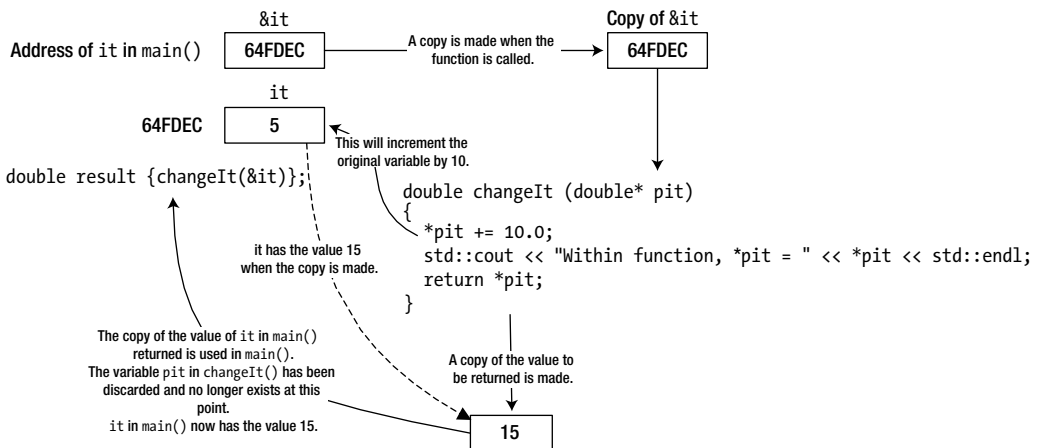 &it
Copy of &it
Address of it in main()
64FDEC
A copy is made when the
function is called.
64FDEC
it
64FDEC
5
This will increment the
original variable by 10.
double result {changeIt(&it)};
double changeIt (double* pit)
{
*pit += 10.0;
std::cout << "Within function, *pit = " << *pit << std::endl;
return *pit;
}
it has the value 15
when the copy is made.
The copy of the value of it in main()
returned is used in main().
The variable pit in changeIt() has been
discarded and no longer exists at this
point.
it in main() now has the value 15.
A copy of the value to
be returned is made.
15